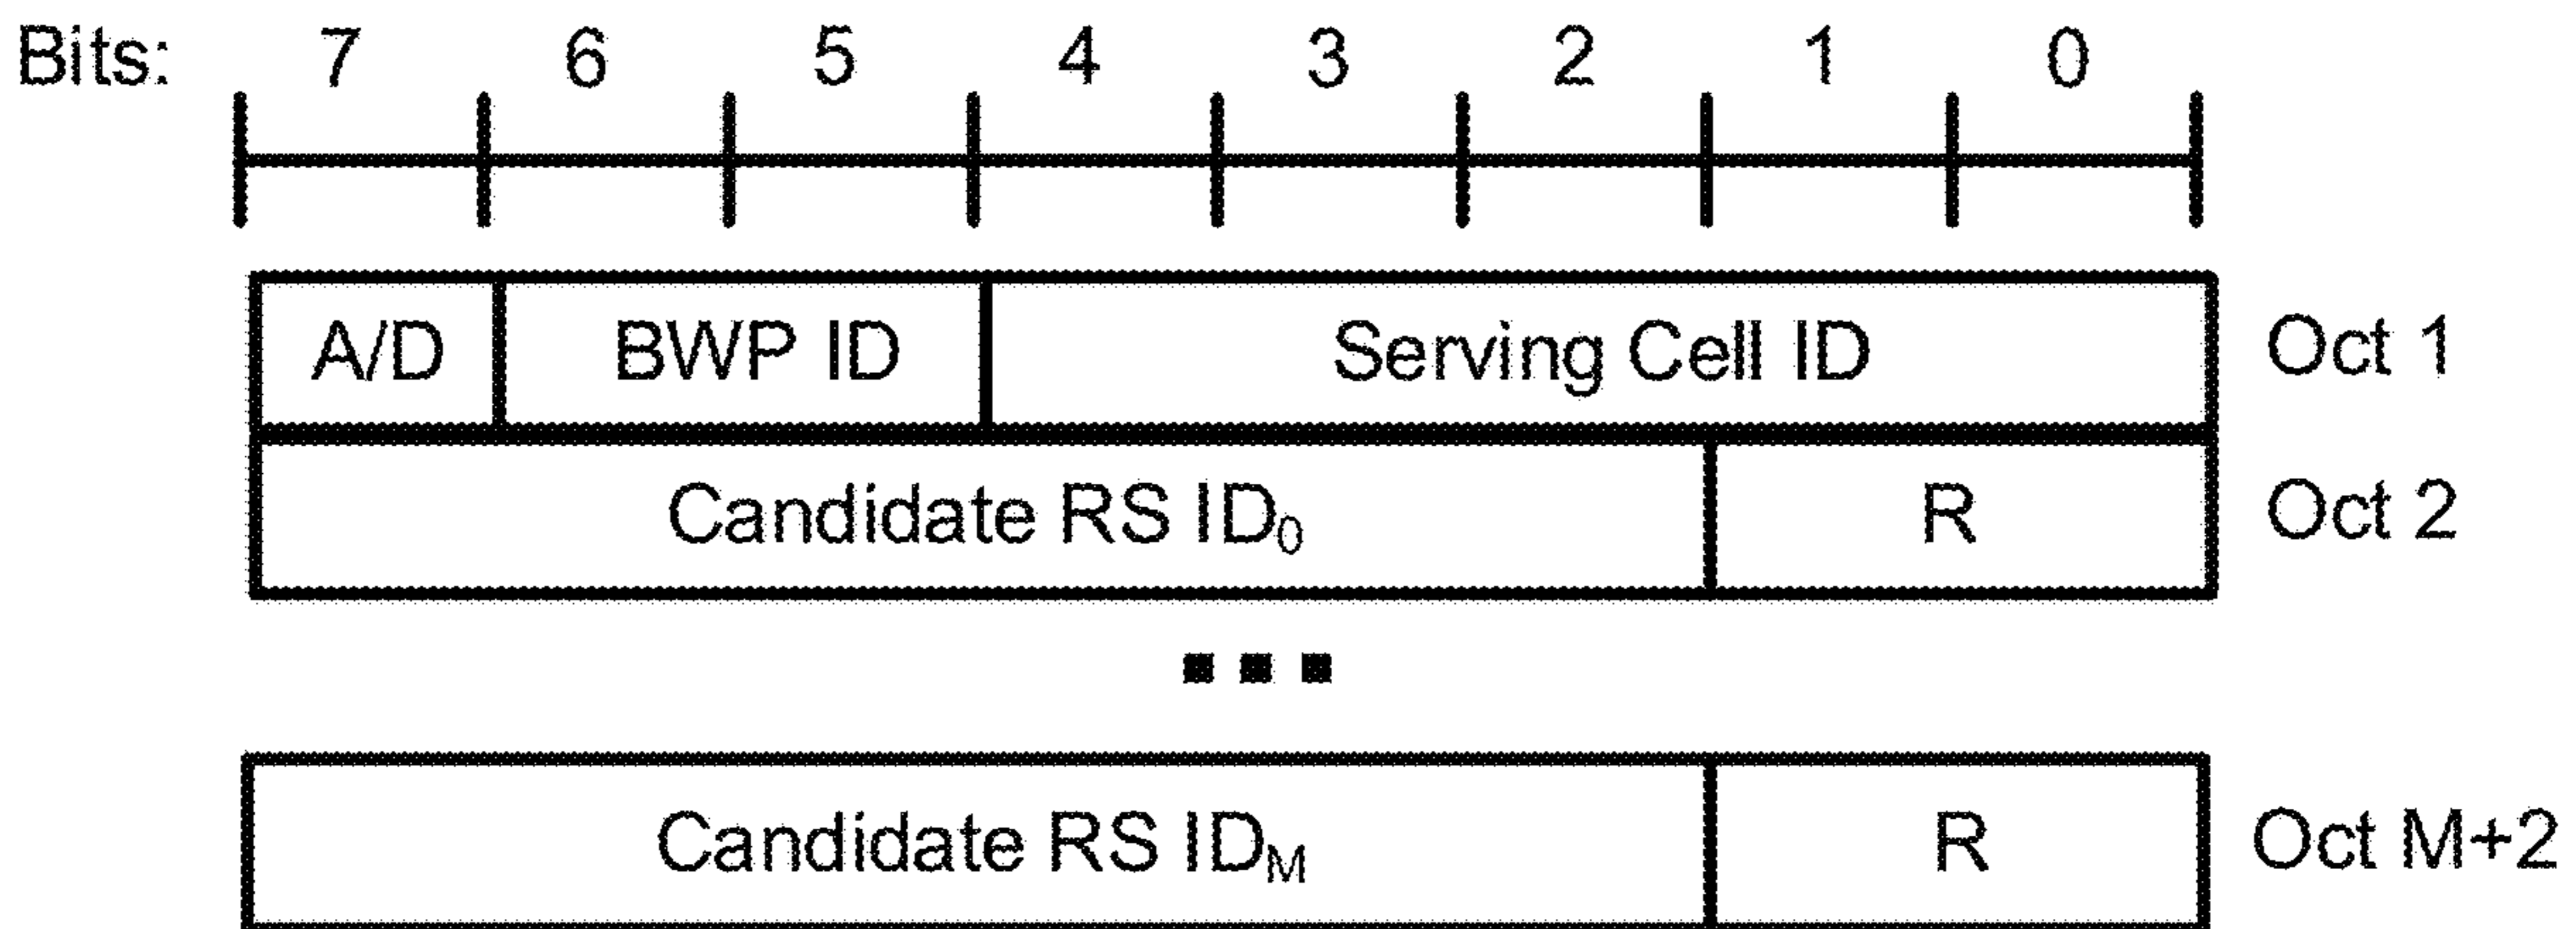 Bits: 7 6 5 4 3 2 1 0
A/D BWP ID Serving Cell ID Oct 1
Candidate RS ID₀ R Oct 2
Candidate RS IDM R Oct M+2